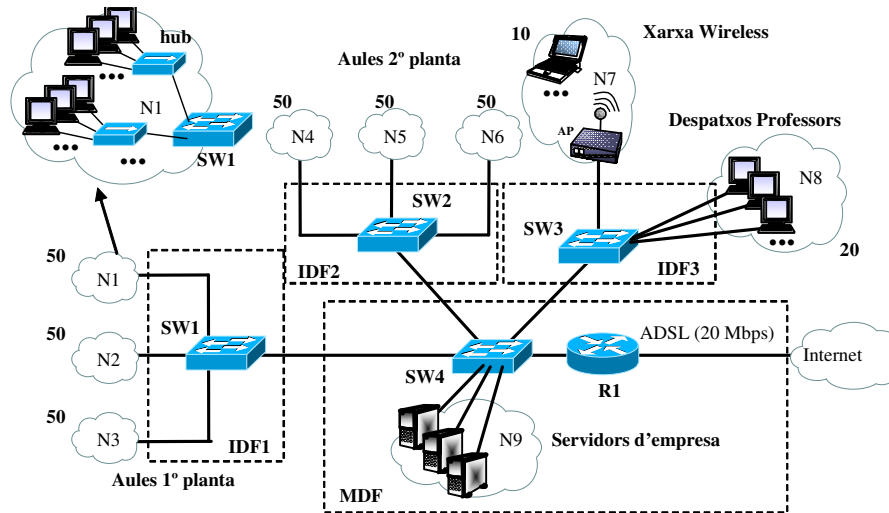 hub
N1
SW1
10
Xarxa Wireless
Aules 2º planta
N7
AP
50
50
50
N4
N5
N6
Despatxos Professors
N8
20
SW2
IDF2
SW3
IDF3
50
N1
50
N2
50
N3
SW1
IDF1
Aules 1º planta
SW4
R1
ADSL (20 Mbps)
Internet
N9
Servidors d’empresa
MDF